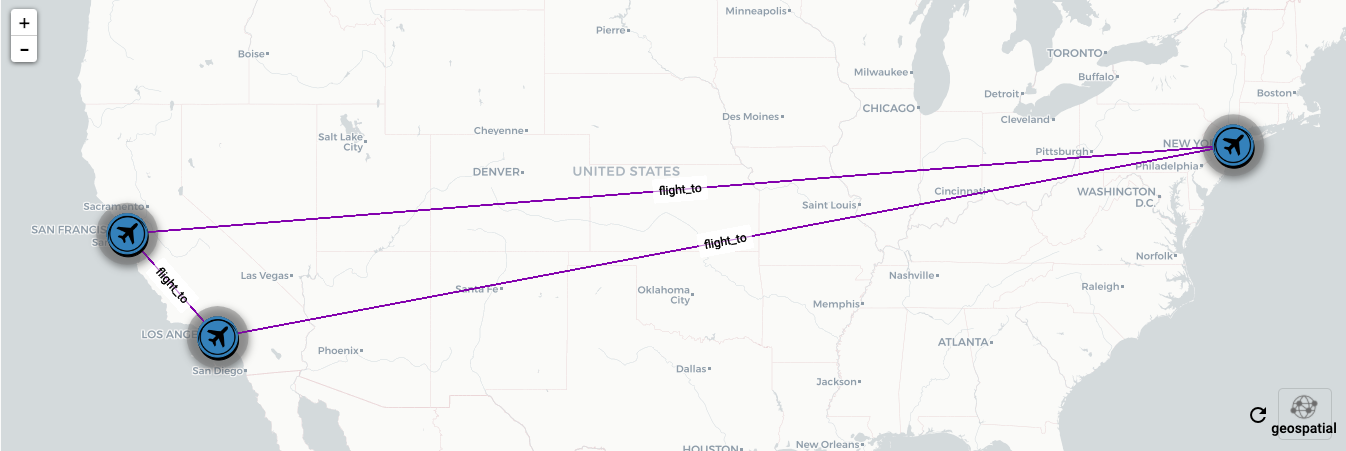 +
-
Minneapolis
Pierre
Boise
TORONTO
Buffalo
Milwaukee
Detroit
Boston
CHICAGO
Des Moines
Cleveland
Cheyenne
Salt Lake
City
NEW YO
Pittsburgh
Philadelphia
UNITED STATES
DENVER
flight_to
Cincinnati
WASHINGTON
D.C.
Sacramento
Saint Louis
SAN FRANCIS
Sa
flight_to
Norfolk
flight_to
Las Vegas
Nashville
Santa Fe
Oklahoma
City
Raleigh
Memphis
LOS ANGE
Phoenix
ATLANTA
San Diego
Dallas
Jackson
geospatial
New Orleans
HOUSTON